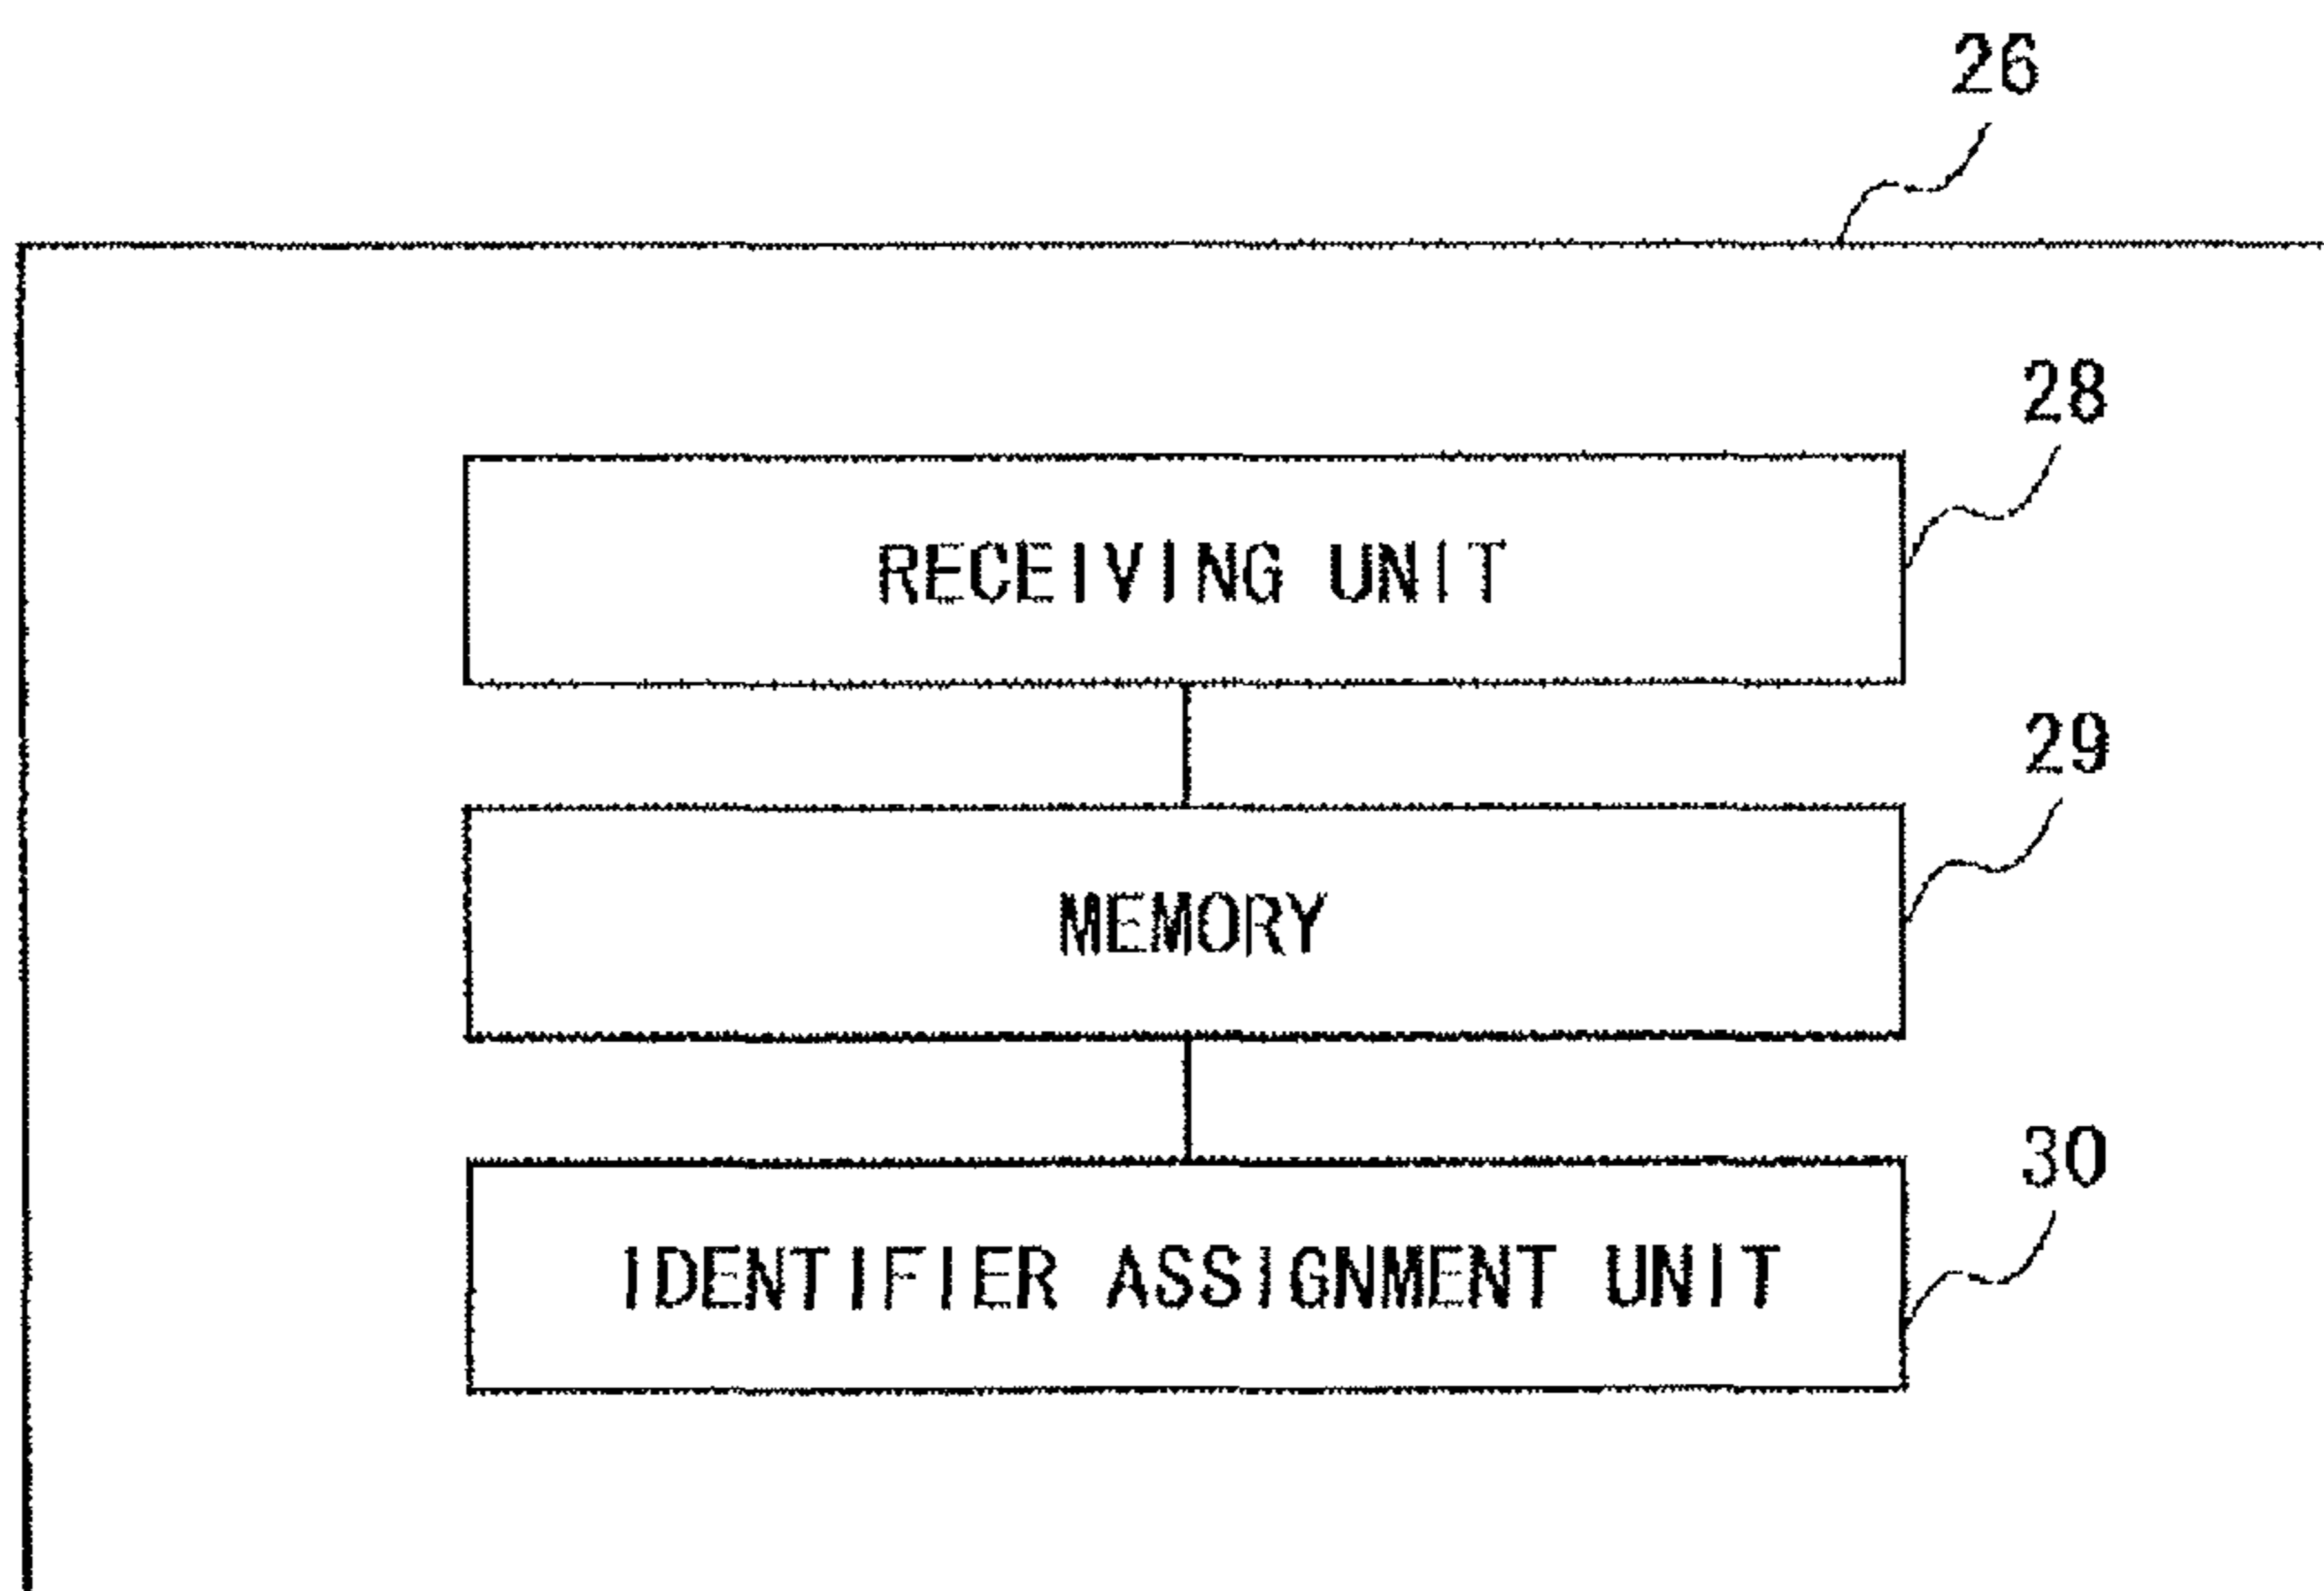 26
28
RECEIVING UNIT
29
MEMORY
30
IDENTIFIER ASSIGNMENT UNIT